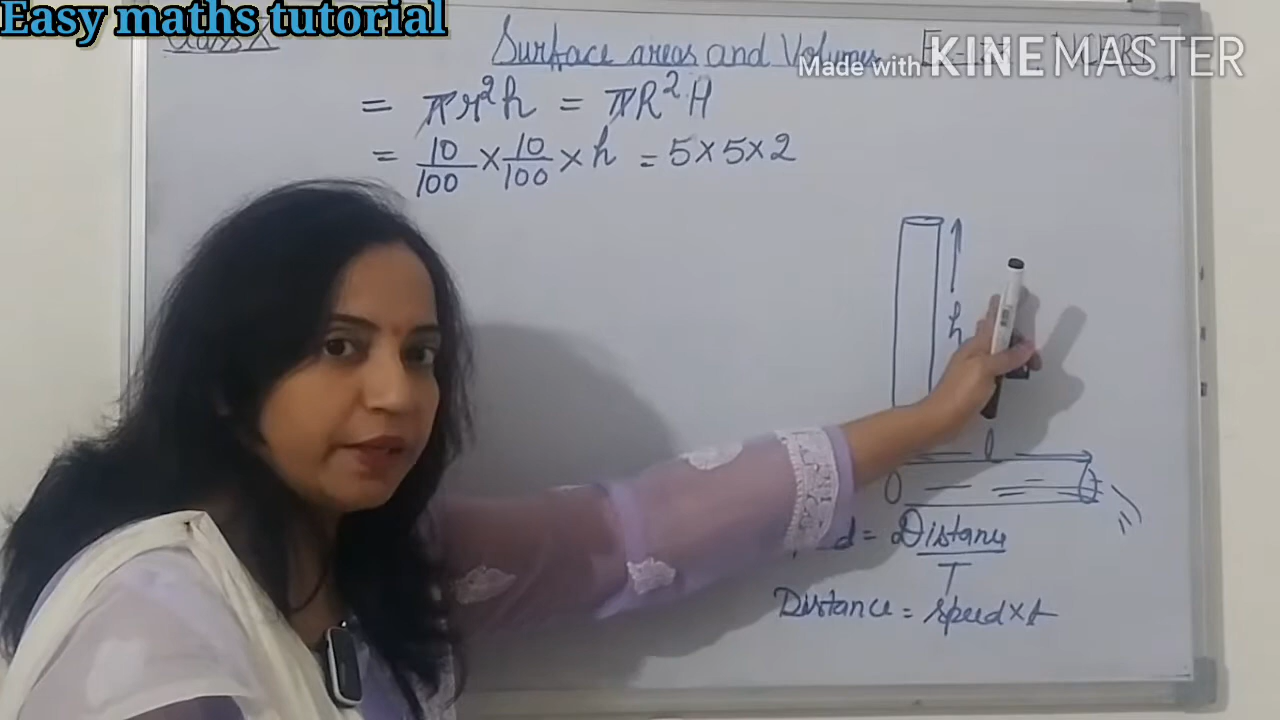 Easy maths tutorial
Class X
Surface areas and Volumes
Made with KINEMASTER
= πr²h = πR²H
= 10/100 × 10/100 × h = 5×5×2
h
l
Distance
T
Distance = speed × t